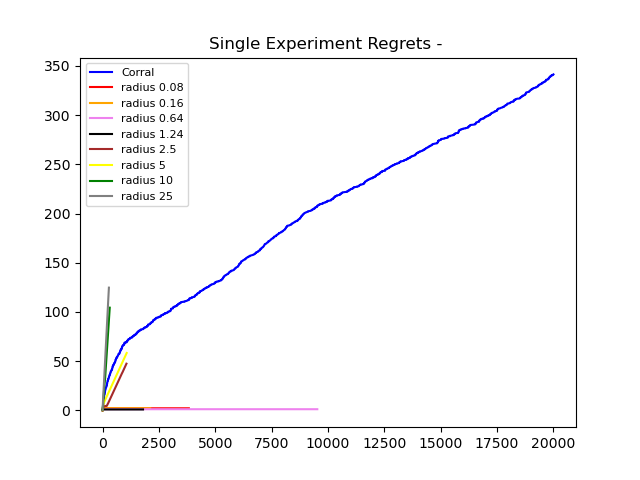 Single Experiment Regrets -
350
300
250
200
150
100
50
0
Corral
radius 0.08
radius 0.16
radius 0.64
radius 1.24
radius 2.5
radius 5
radius 10
radius 25
0 2500 5000 7500 10000 12500 15000 17500 20000